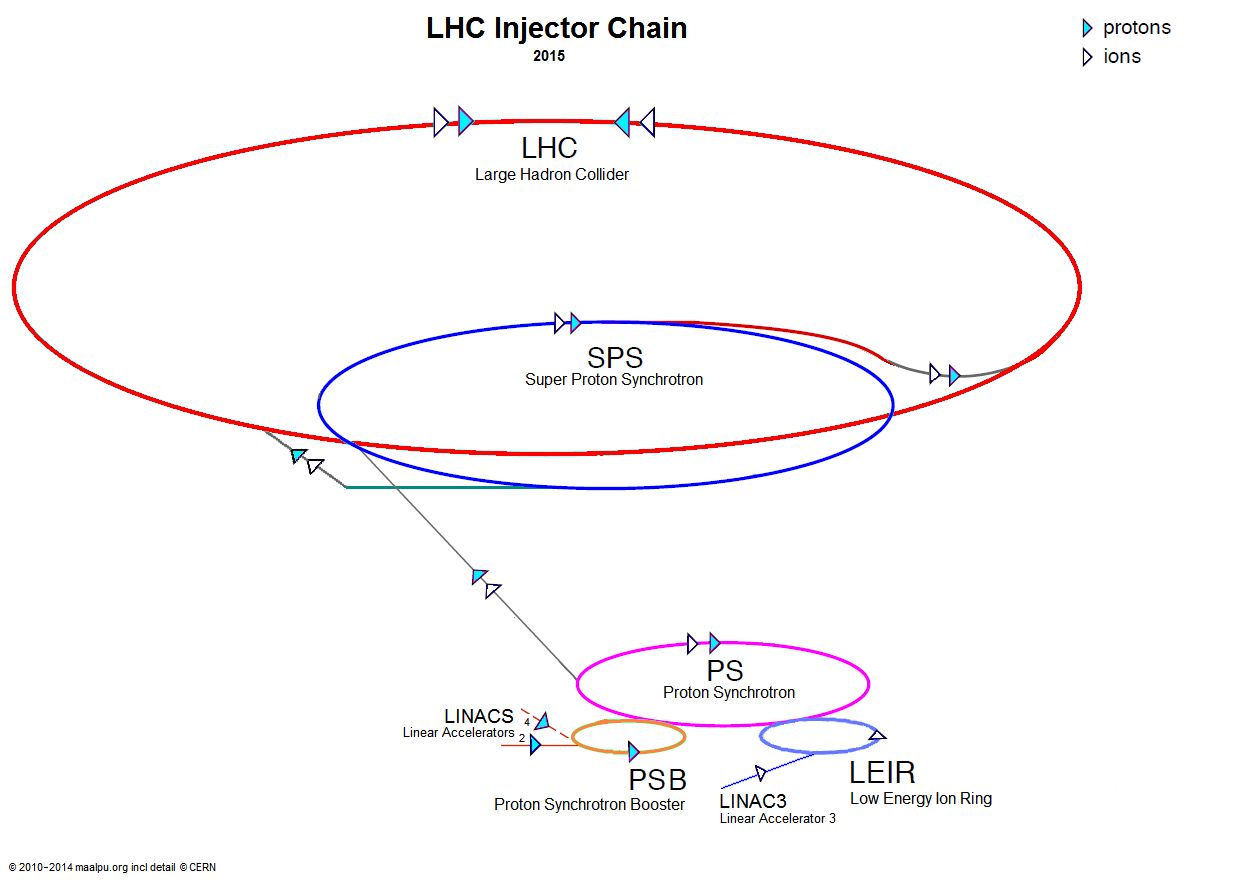 LHC Injector Chain
2015
protons
ions
LHC
Large Hadron Collider
SPS
Super Proton Synchrotron
PS
Proton Synchrotron
LINACS
Linear Accelerators
4
2
PSB
Proton Synchrotron Booster
LEIR
Low Energy Ion Ring
LINAC3
Linear Accelerator 3
© 2010-2014 maalpu.org incl detail © CERN